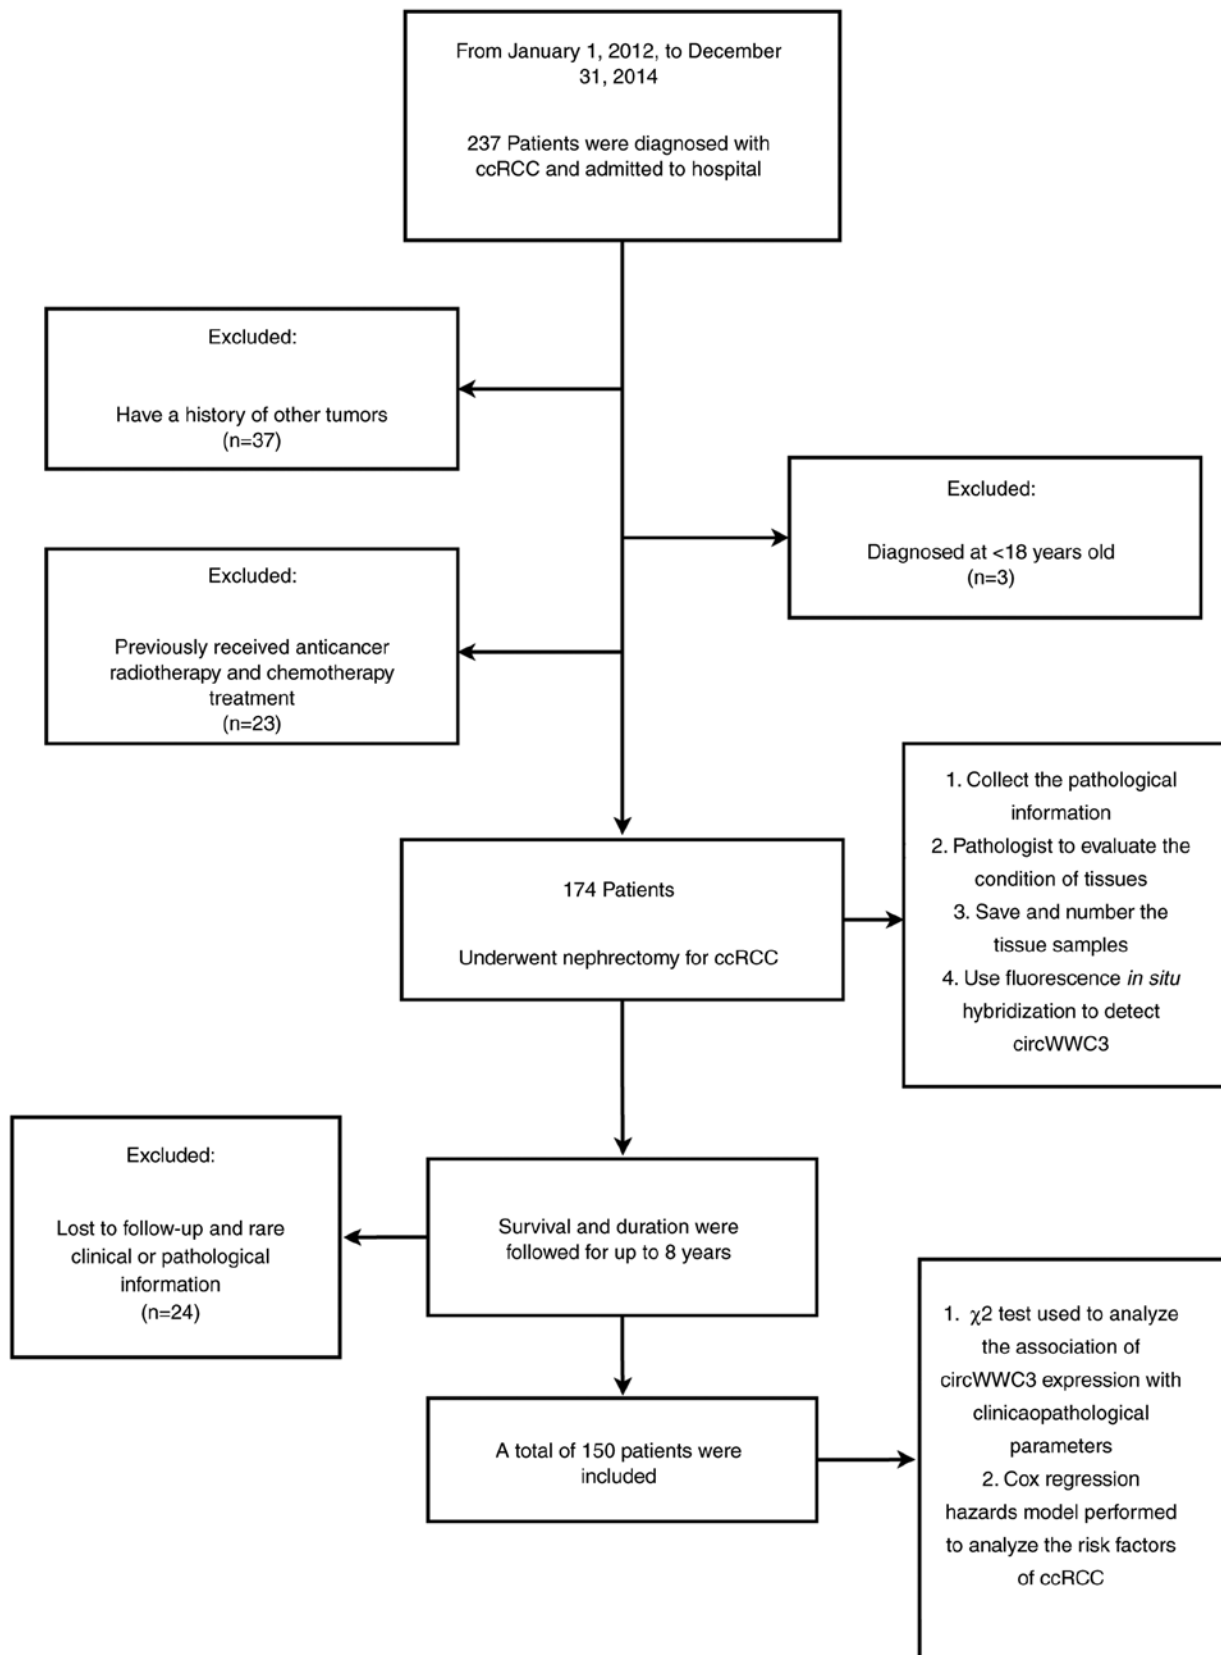 From January 1, 2012, to December
31, 2014
237 Patients were diagnosed with
ccRCC and admitted to hospital
Excluded:
Have a history of other tumors
(n=37)
Excluded:
Diagnosed at <18 years old
(n=3)
Excluded:
Previously received anticancer
radiotherapy and chemotherapy
treatment
(n=23)
174 Patients
Underwent nephrectomy for ccRCC
1. Collect the pathological
information
2. Pathologist to evaluate the
condition of tissues
3. Save and number the
tissue samples
4. Use fluorescence in situ
hybridization to detect
circWWC3
Excluded:
Lost to follow-up and rare
clinical or pathological
information
(n=24)
Survival and duration were
followed for up to 8 years
A total of 150 patients were
included
1. χ2 test used to analyze
the association of
circWWC3 expression with
clinicaopathological
parameters
2. Cox regression
hazards model performed
to analyze the risk factors
of ccRCC